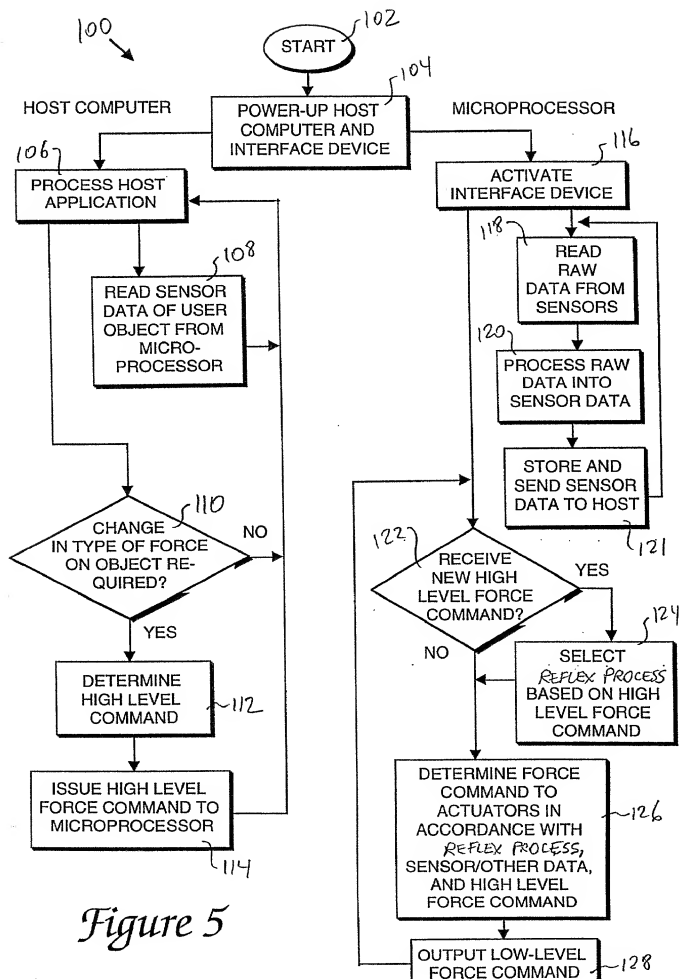 100
102
START
104
HOST COMPUTER
POWER-UP HOST
COMPUTER AND
INTERFACE DEVICE
MICROPROCESSOR
106
PROCESS HOST
APPLICATION
116
ACTIVATE
INTERFACE DEVICE
108
READ SENSOR
DATA OF USER
OBJECT FROM
MICRO-
PROCESSOR
118
READ
RAW
DATA FROM
SENSORS
120
PROCESS RAW
DATA INTO
SENSOR DATA
STORE AND
SEND SENSOR
DATA TO HOST
121
110
CHANGE
IN TYPE OF FORCE
ON OBJECT RE-
QUIRED?
NO
YES
122
RECEIVE
NEW HIGH
LEVEL FORCE
COMMAND?
YES
NO
124
SELECT
REFLEX PROCESS
BASED ON HIGH
LEVEL FORCE
COMMAND
DETERMINE
HIGH LEVEL
COMMAND
112
ISSUE HIGH LEVEL
FORCE COMMAND TO
MICROPROCESSOR
114
DETERMINE FORCE
COMMAND TO
ACTUATORS IN
ACCORDANCE WITH
REFLEX PROCESS,
SENSOR/OTHER DATA,
AND HIGH LEVEL
FORCE COMMAND
126
OUTPUT LOW-LEVEL
FORCE COMMAND
128
Figure 5